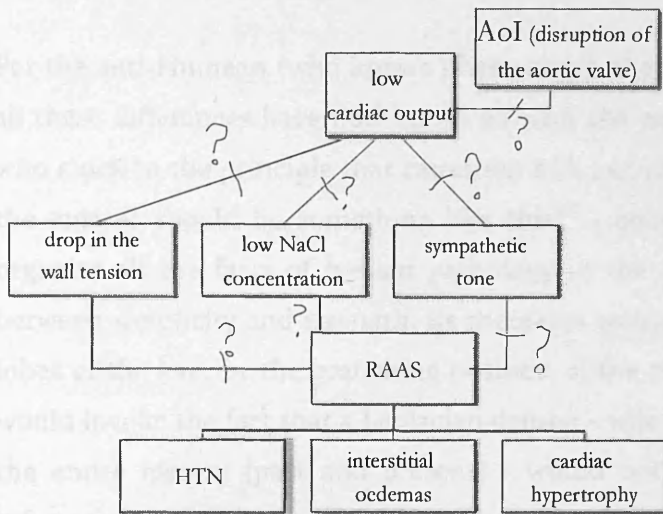 AoI (disruption of
the aortic valve)
low
cardiac output
?
?
?
?
drop in the
wall tension
low NaCl
concentration
sympathetic
tone
?
?
RAAS
?
HTN
interstitial
oedemas
cardiac
hypertrophy